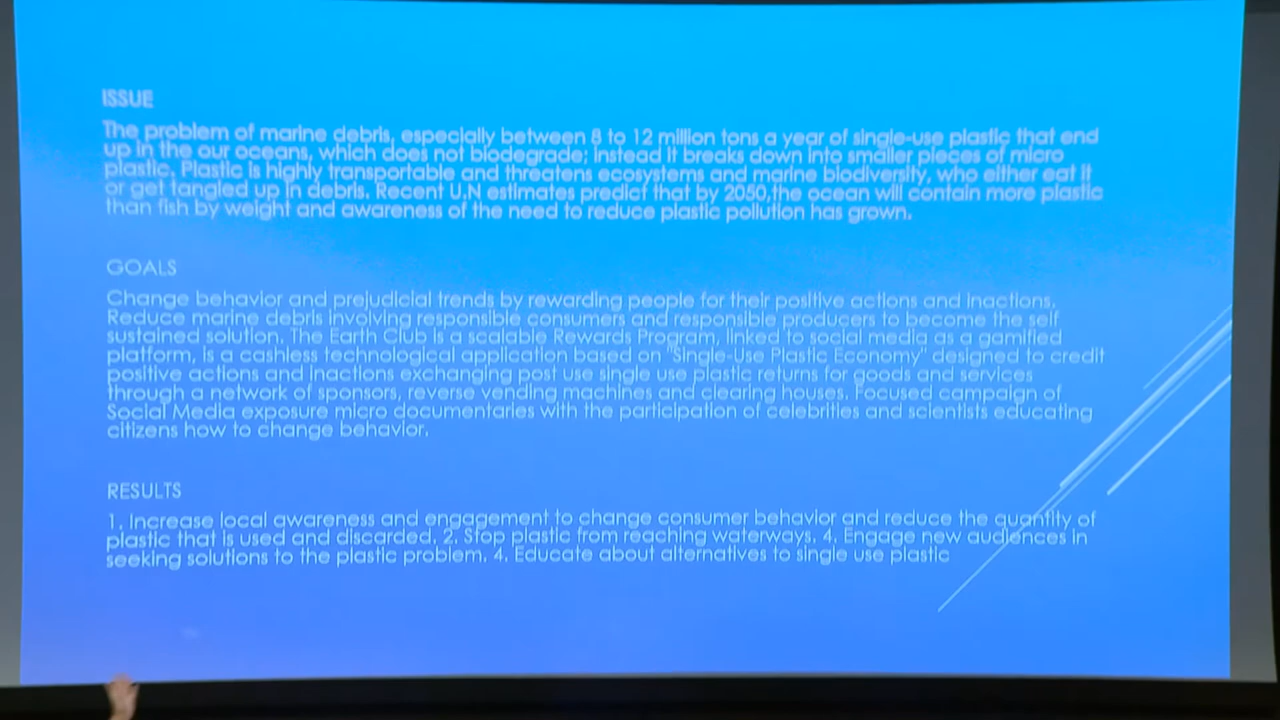 ISSUE
The problem of marine debris, especially between 8 to 12 million tons a year of single-use plastic that end
up in the our oceans, which does not biodegrade; instead it breaks down into smaller pieces of micro
plastic. Plastic is highly transportable and threatens ecosystems and marine biodiversity, who either eat it
or get tangled up in debris. Recent U.N estimates predict that by 2050,the ocean will contain more plastic
than fish by weight and awareness of the need to reduce plastic pollution has grown.
GOALS
Change behavior and prejudicial trends by rewarding people for their positive actions and inactions.
Reduce marine debris involving responsible consumers and responsible producers to become the self
sustained solution. The Earth Club is a scalable Rewards Program, linked to social media as a gamified
platform, is a cashless technological application based on "Single-Use Plastic Economy" designed to credit
positive actions and inactions exchanging post use single use plastic returns for goods and services
through a network of sponsors, reverse vending machines and clearing houses. Focused campaign of
Social Media exposure micro documentaries with the participation of celebrities and scientists educating
citizens how to change behavior.
RESULTS
1. Increase local awareness and engagement to change consumer behavior and reduce the quantity of
plastic that is used and discarded. 2. Stop plastic from reaching waterways. 4. Engage new audiences in
seeking solutions to the plastic problem. 4. Educate about alternatives to single use plastic